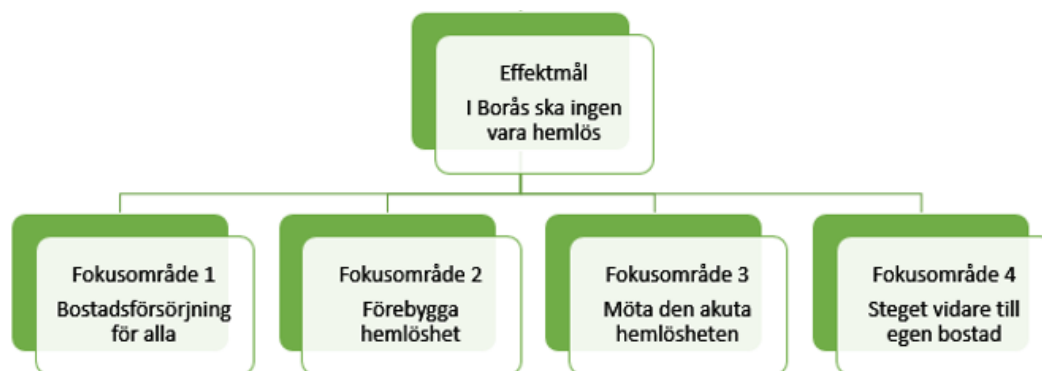 Effektmål
I Borås ska ingen
vara hemlös
Fokusområde 1
Bostadsförsörjning
för alla
Fokusområde 2
Förebygga
hemlöshet
Fokusområde 3
Möta den akuta
hemlösheten
Fokusområde 4
Steget vidare till
egen bostad